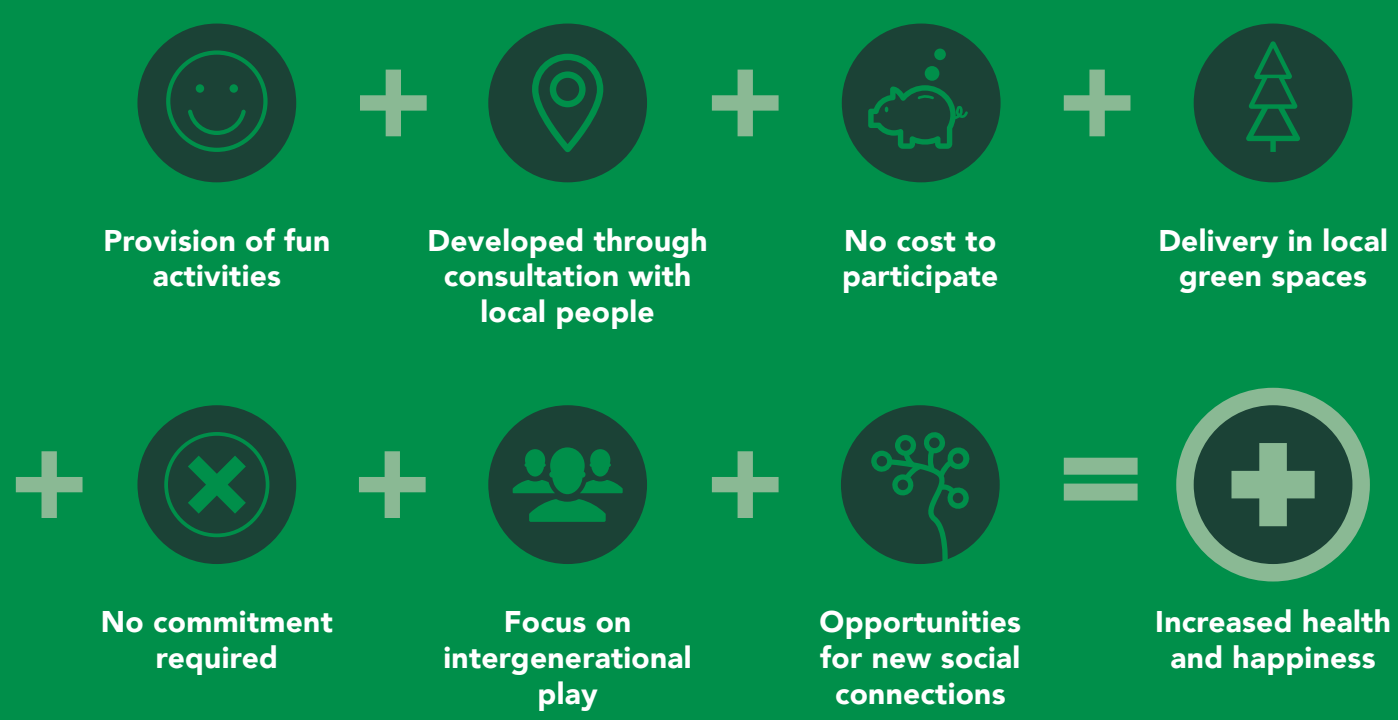 Provision of fun
activities
Developed through
consultation with
local people
No cost to
participate
Delivery in local
green spaces
No commitment
required
Focus on
intergenerational
play
Opportunities
for new social
connections
Increased health
and happiness